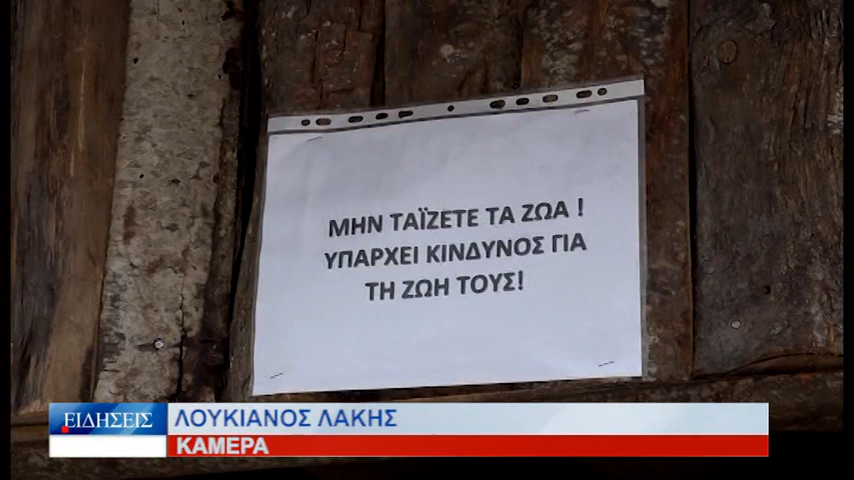 ΜΗΝ ΤΑΪΖΕΤΕ ΤΑ ΖΩΑ !
ΥΠΑΡΧΕΙ ΚΙΝΔΥΝΟΣ ΓΙΑ
ΤΗ ΖΩΗ ΤΟΥΣ!
ΕΙΔΗΣΕΙΣ
ΛΟΥΚΙΑΝΟΣ ΛΑΚΗΣ
ΚΑΜΕΡΑ